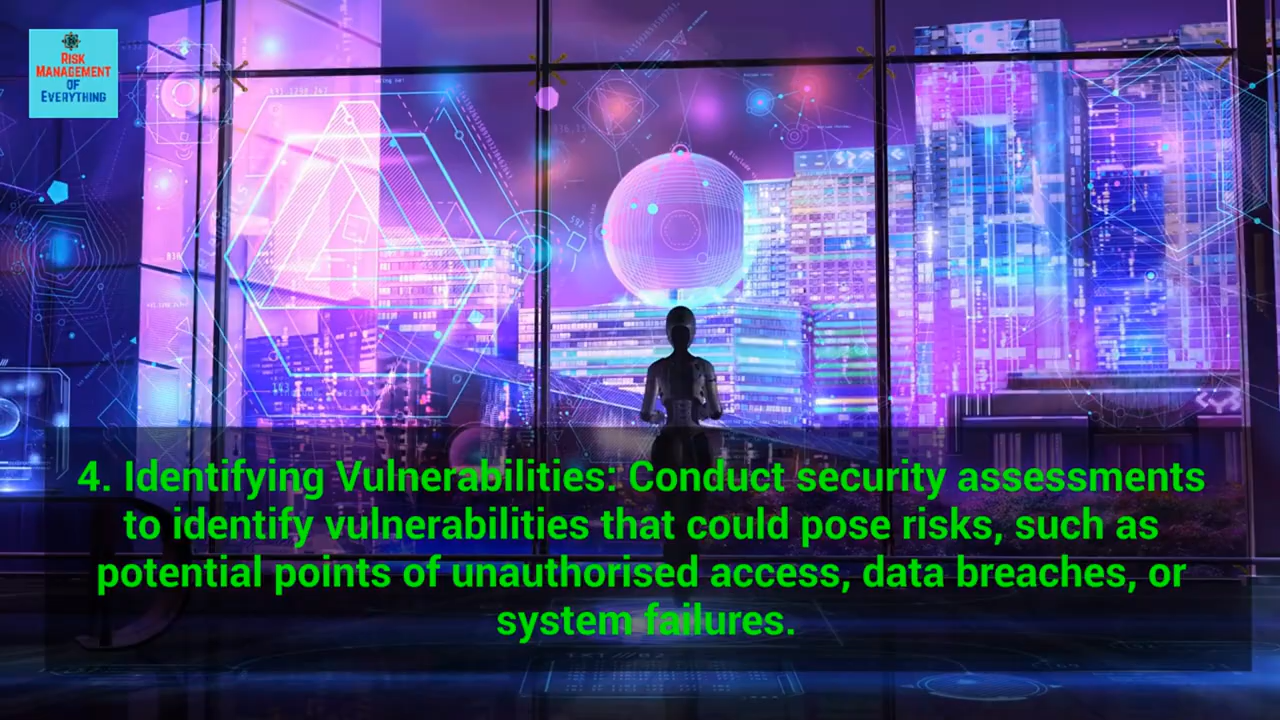 RISK
MANAGEMENT
OF
EVERYTHING
4. Identifying Vulnerabilities: Conduct security assessments
to identify vulnerabilities that could pose risks, such as
potential points of unauthorised access, data breaches, or
system failures.